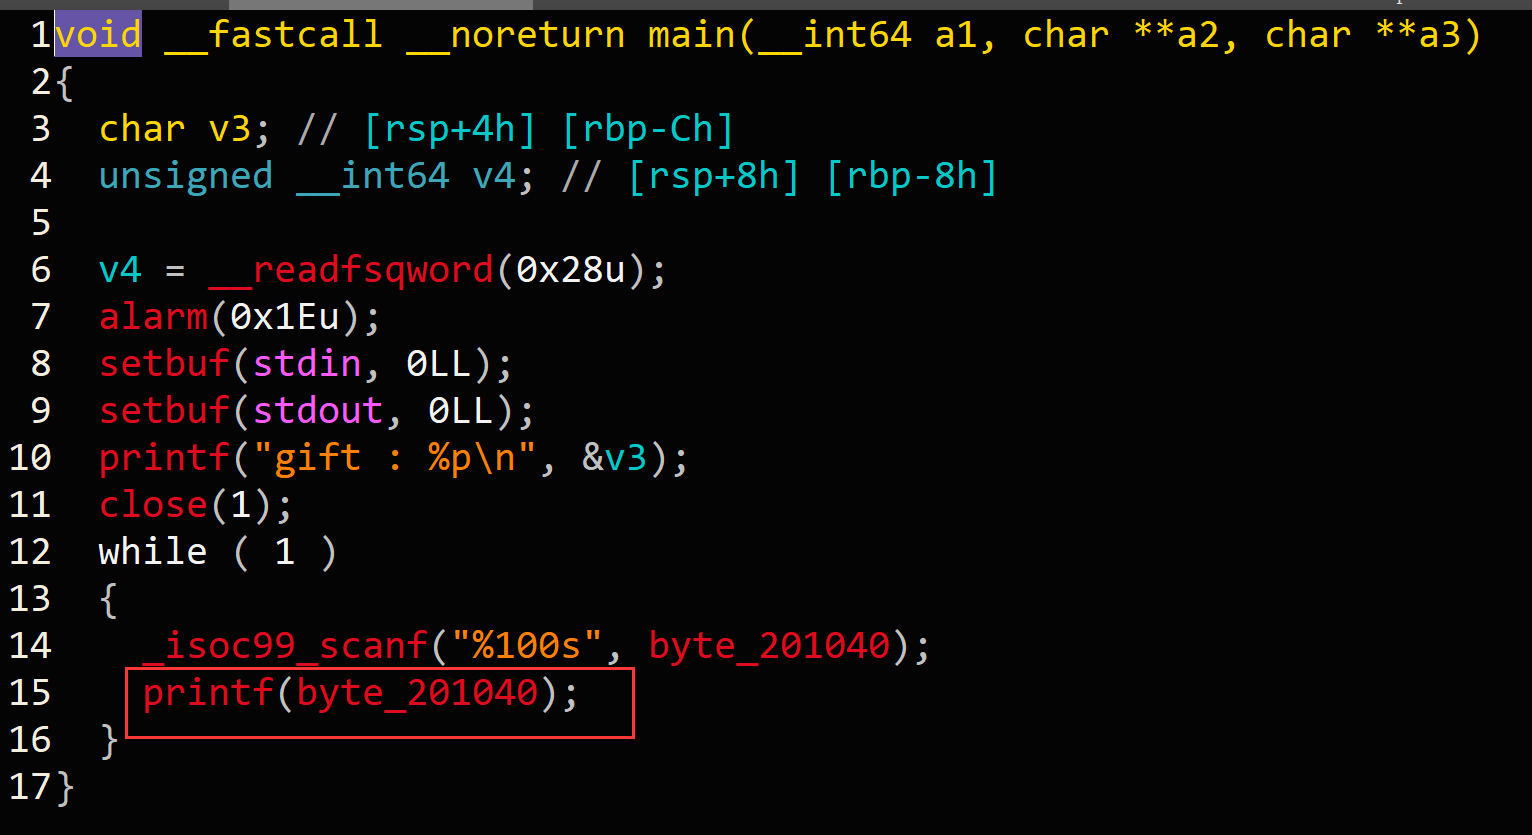 1 void __fastcall __noreturn main(__int64 a1, char **a2, char **a3)
2 {
3   char v3; // [rsp+4h] [rbp-Ch]
4   unsigned __int64 v4; // [rsp+8h] [rbp-8h]
5
6   v4 = __readfsqword(0x28u);
7   alarm(0x1Eu);
8   setbuf(stdin, 0LL);
9   setbuf(stdout, 0LL);
10   printf("gift : %p\n", &v3);
11   close(1);
12   while ( 1 )
13   {
14     _isoc99_scanf("%100s", byte_201040);
15     printf(byte_201040);
16   }
17 }